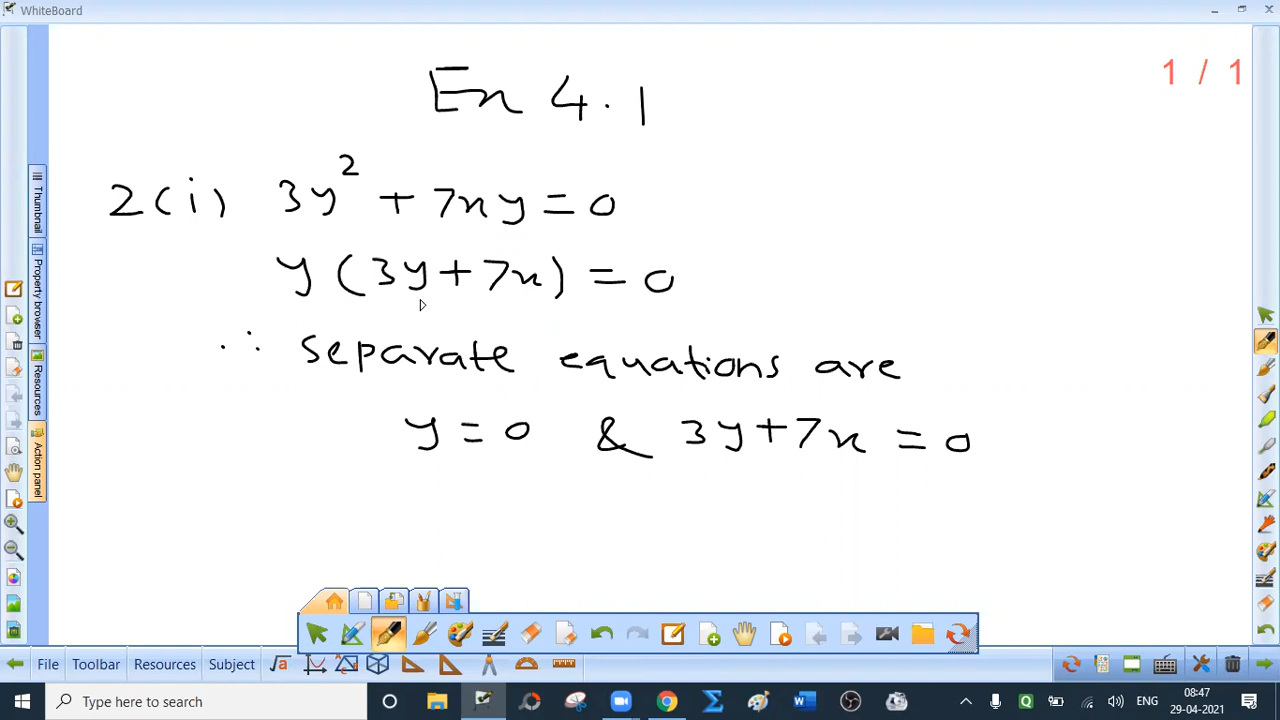 WhiteBoard
1 / 1
Ex 4.1
2(i) 3y² + 7xy = 0
y (3y + 7x) = 0
∴ separate equations are
y = 0 & 3y + 7x = 0
Thumbnail
Property browser
Resources
Action panel
File Toolbar Resources Subject
Type here to search
ENG
08:47
29-04-2021